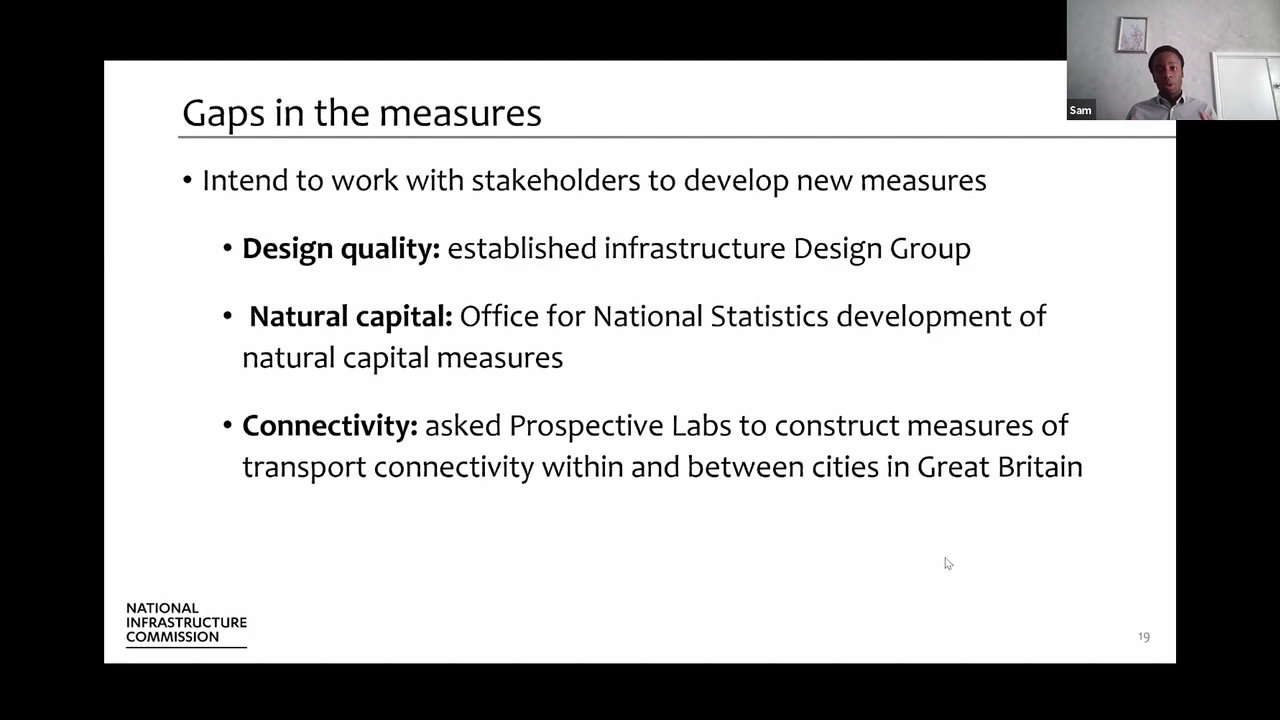 Gaps in the measures
Sam
• Intend to work with stakeholders to develop new measures
• Design quality: established infrastructure Design Group
• Natural capital: Office for National Statistics development of
natural capital measures
• Connectivity: asked Prospective Labs to construct measures of
transport connectivity within and between cities in Great Britain
NATIONAL
INFRASTRUCTURE
COMMISSION
19